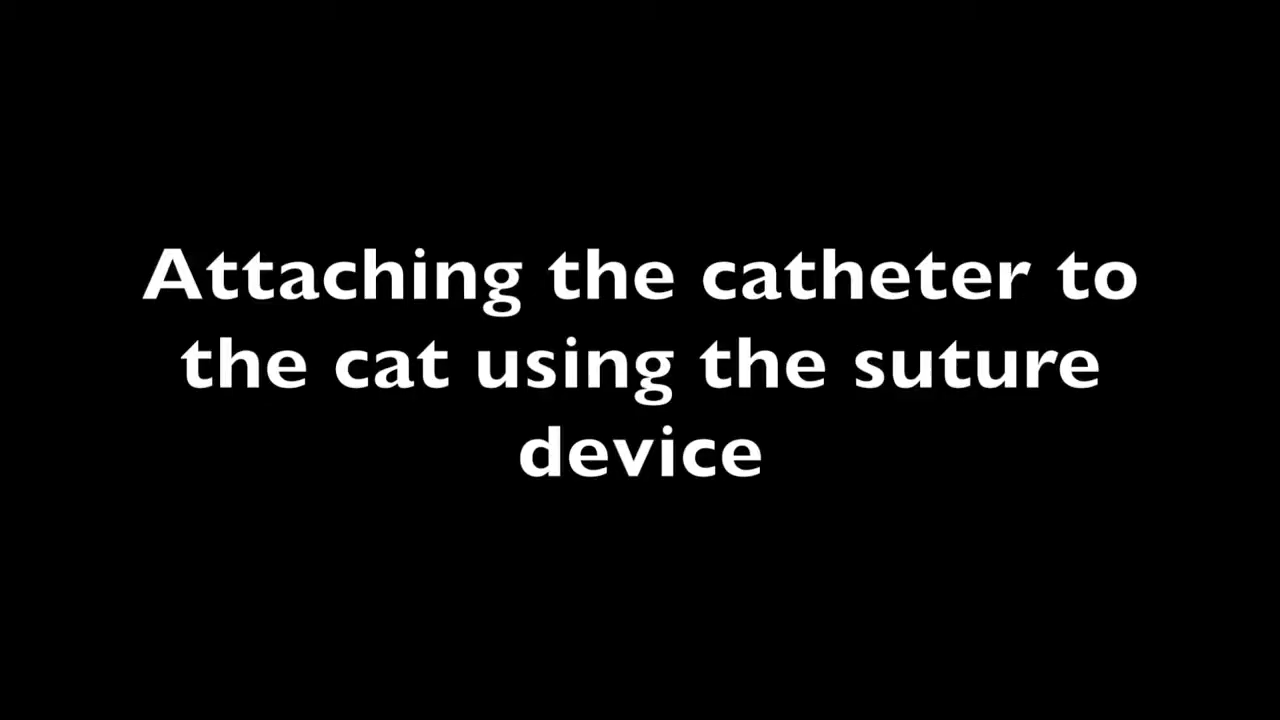 Attaching the catheter to
the cat using the suture
device